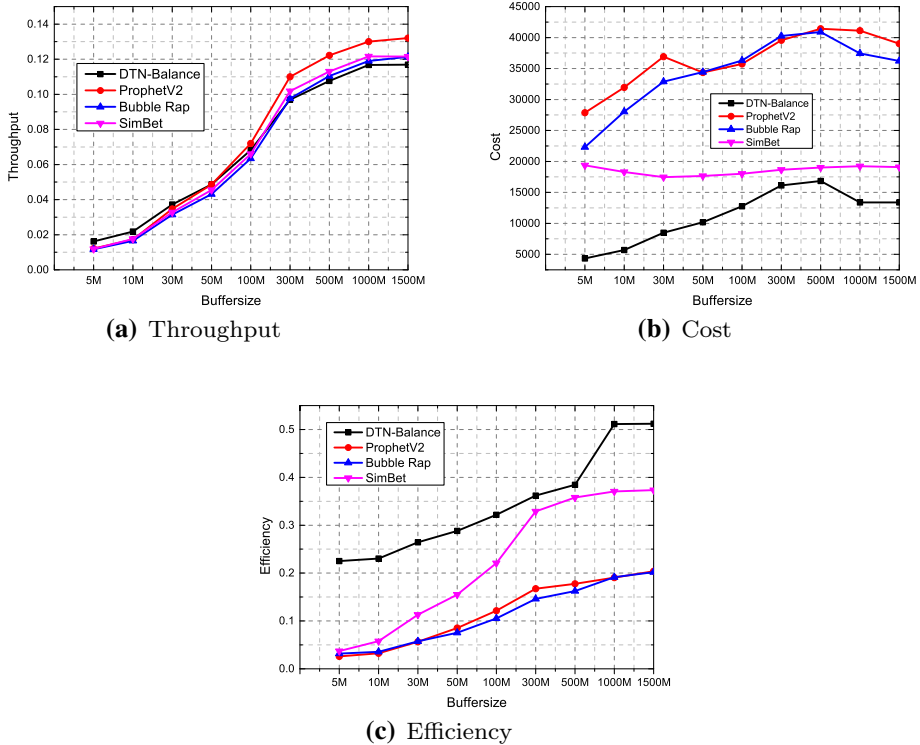 0.14
0.12
0.10
0.08
0.06
0.04
0.02
0.00
Throughput
DTN-Balance
ProphetV2
Bubble Rap
SimBet
5M 10M 30M 50M 100M 300M 500M 1000M 1500M
Buffersize
(a) Throughput
45000
40000
35000
30000
25000
20000
15000
10000
5000
Cost
DTN-Balance
ProphetV2
Bubble Rap
SimBet
5M 10M 30M 50M 100M 300M 500M 1000M 1500M
Buffersize
(b) Cost
0.5
0.4
0.3
0.2
0.1
0.0
Efficiency
DTN-Balance
ProphetV2
Bubble Rap
SimBet
5M 10M 30M 50M 100M 300M 500M 1000M 1500M
Buffersize
(c) Efficiency